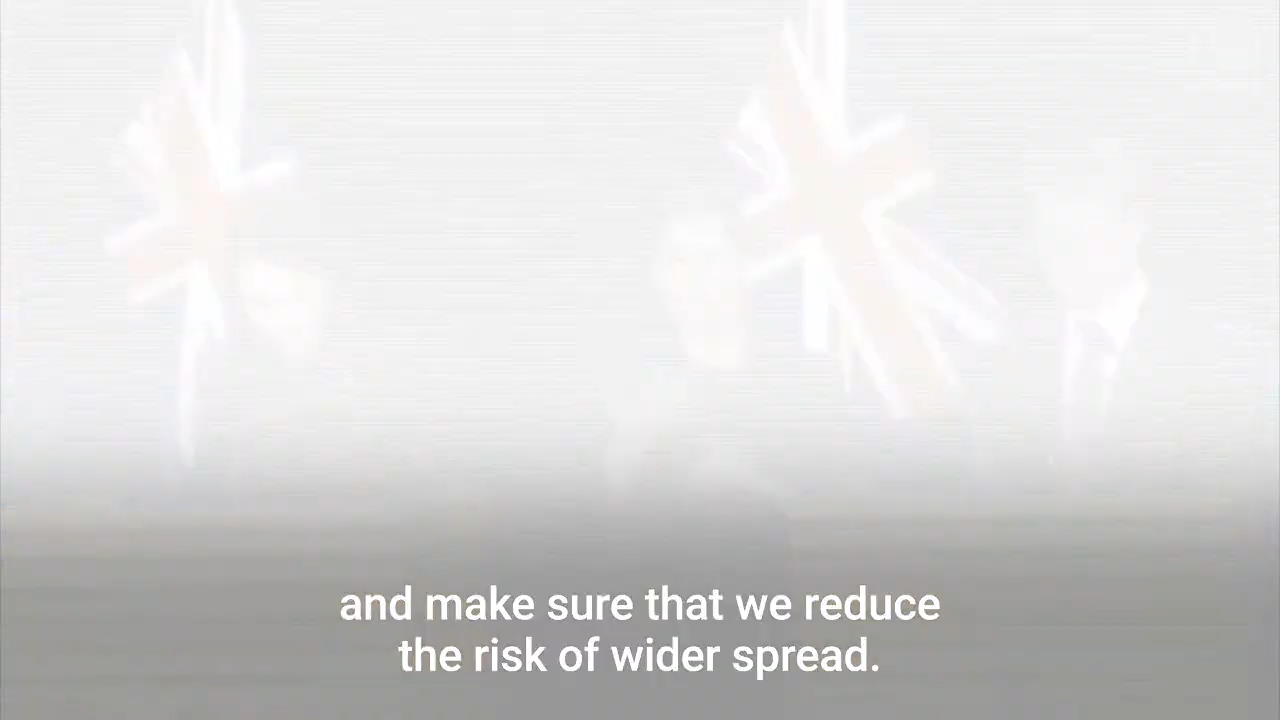 and make sure that we reduce
the risk of wider spread.